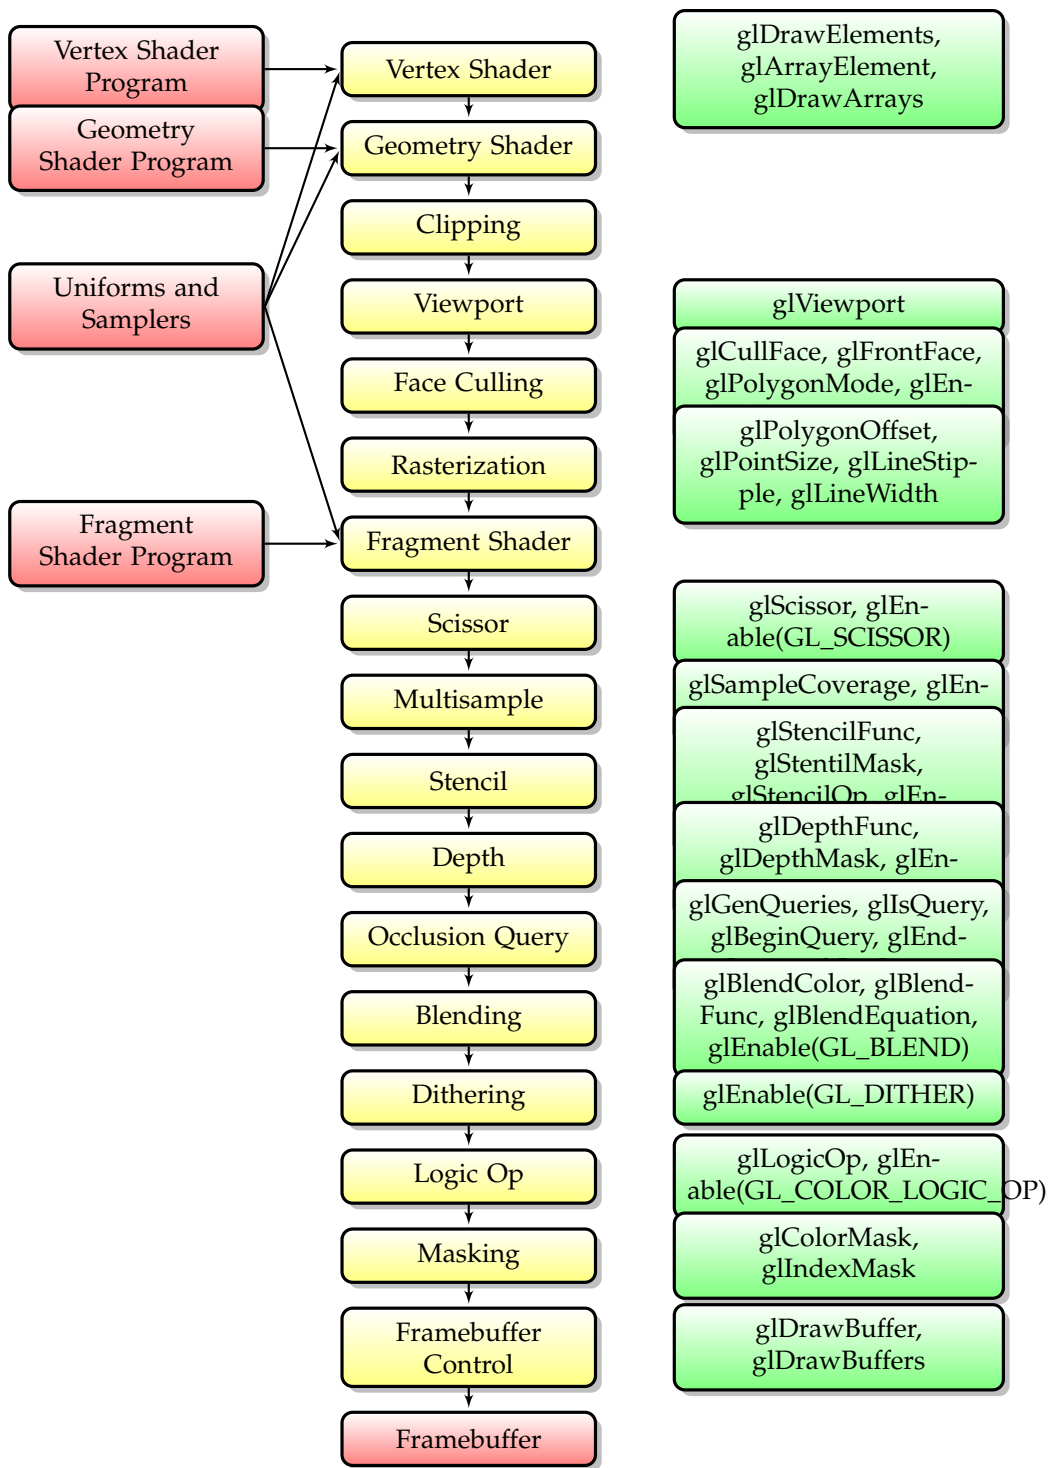 Vertex Shader
Program
Geometry
Shader Program
Uniforms and
Samplers
Fragment
Shader Program
Vertex Shader
Geometry Shader
Clipping
Viewport
Face Culling
Rasterization
Fragment Shader
Scissor
Multisample
Stencil
Depth
Occlusion Query
Blending
Dithering
Logic Op
Masking
Framebuffer
Control
Framebuffer
glDrawElements,
glArrayElement,
glDrawArrays
glViewport
glCullFace, glFrontFace,
glPolygonMode, glEn-
glPolygonOffset,
glPointSize, glLineStip-
ple, glLineWidth
glScissor, glEn-
able(GL_SCISSOR)
glSampleCoverage, glEn-
glStencilFunc,
glStentilMask,
glStencilOp, glEn-
glDepthFunc,
glDepthMask, glEn-
glGenQueries, glIsQuery,
glBeginQuery, glEnd-
glBlendColor, glBlend-
Func, glBlendEquation,
glEnable(GL_BLEND)
glEnable(GL_DITHER)
glLogicOp, glEn-
able(GL_COLOR_LOGIC_OP)
glColorMask,
glIndexMask
glDrawBuffer,
glDrawBuffers